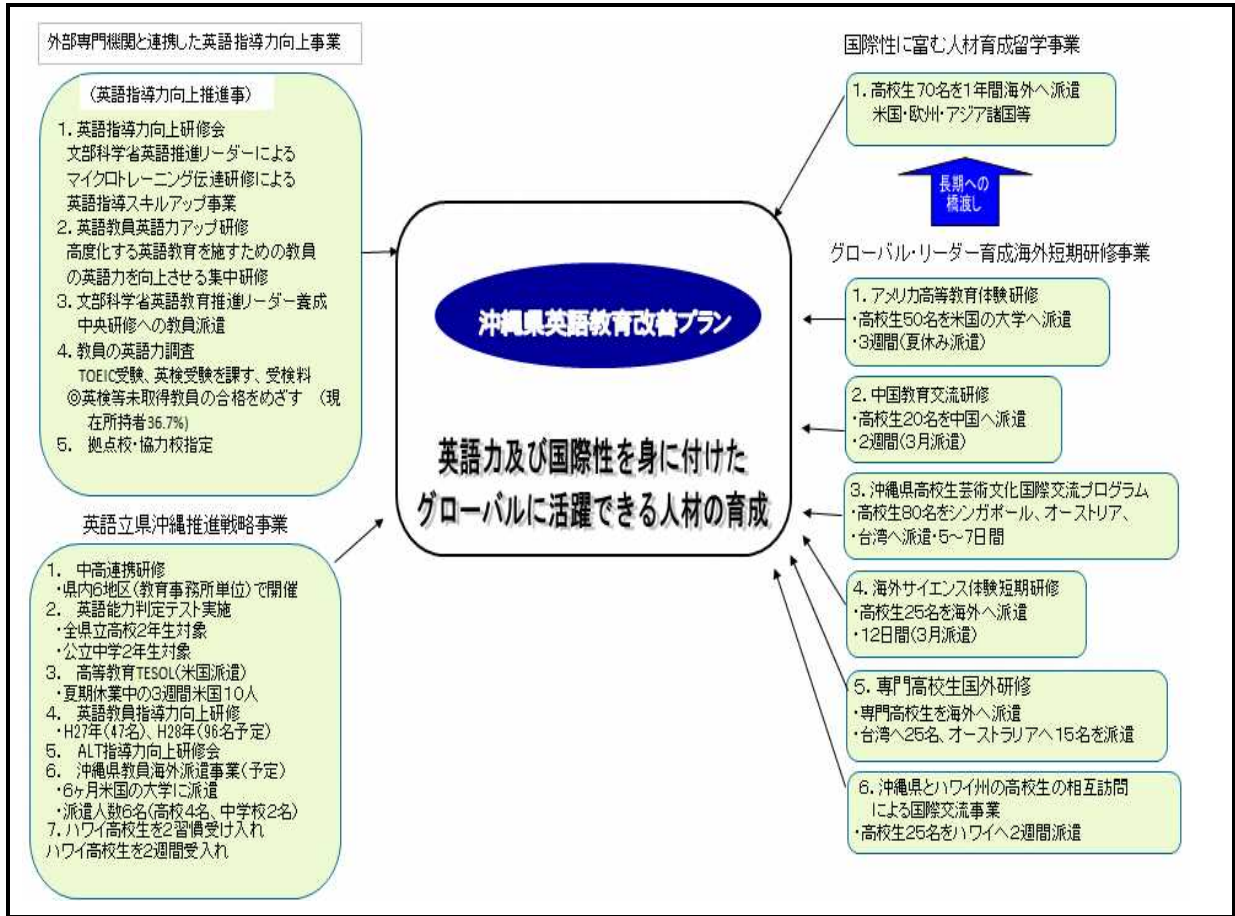 外部専門機関と連携した英語指導力向上事業
(英語指導力向上推進事)
1. 英語指導力向上研修会
文部科学省英語推進リーダーによる
マイクロトレーニング伝達研修による
英語指導スキルアップ事業
2. 英語教員英語力アップ研修
高度化する英語教育を施すための教員
の英語力を向上させる集中研修
3. 文部科学省英語教育推進リーダー養成
中央研修への教員派遣
4. 教員の英語力調査
TOEIC受験、英検受験を課す、受検料
◎英検等未取得教員の合格をめざす (現
在所持者36.7%)
5. 拠点校・協力校指定
英語立県沖縄推進戦略事業
1. 中高連携研修
・県内6地区(教育事務所単位)で開催
2. 英語能力判定テスト実施
・全県立高校2年生対象
・公立中学2年生対象
3. 高等教育TESOL(米国派遣)
・夏期休業中の3週間米国10人
4. 英語教員指導力向上研修
・H27年(47名)、H28年(96名予定)
5. ALT指導力向上研修会
6. 沖縄県教員海外派遣事業(予定)
・6ヶ月米国の大学に派遣
・派遣人数6名(高校4名、中学校2名)
7. ハワイ高校生を2習慣受け入れ
ハワイ高校生を2週間受入れ
沖縄県英語教育改善プラン
英語力及び国際性を身に付けた
グローバルに活躍できる人材の育成
国際性に富む人材育成留学事業
1. 高校生70名を1年間海外へ派遣
米国・欧州・アジア諸国等
長期への
橋渡し
グローバル・リーダー育成海外短期研修事業
1. アメリカ高等教育体験研修
・高校生50名を米国の大学へ派遣
・3週間(夏休み派遣)
2. 中国教育交流研修
・高校生20名を中国へ派遣
・2週間(3月派遣)
3. 沖縄県高校生芸術文化国際交流プログラム
・高校生80名をシンガポール、オーストリア、
・台湾へ派遣・5～7日間
4. 海外サイエンス体験短期研修
・高校生25名を海外へ派遣
・12日間(3月派遣)
5. 専門高校生国外研修
・専門高校生を海外へ派遣
・台湾へ25名、オーストラリアへ15名を派遣
6. 沖縄県とハワイ州の高校生の相互訪問
による国際交流事業
・高校生25名をハワイへ2週間派遣